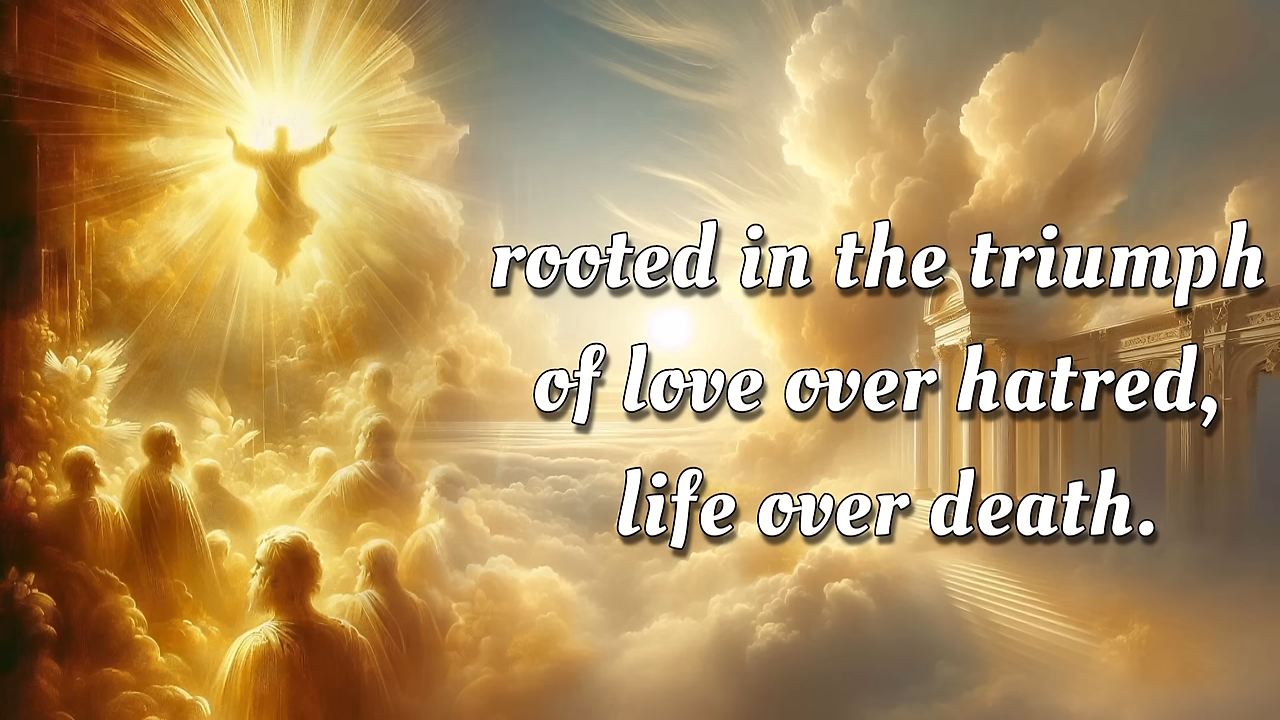 rooted in the triumph
of love over hatred,
life over death.